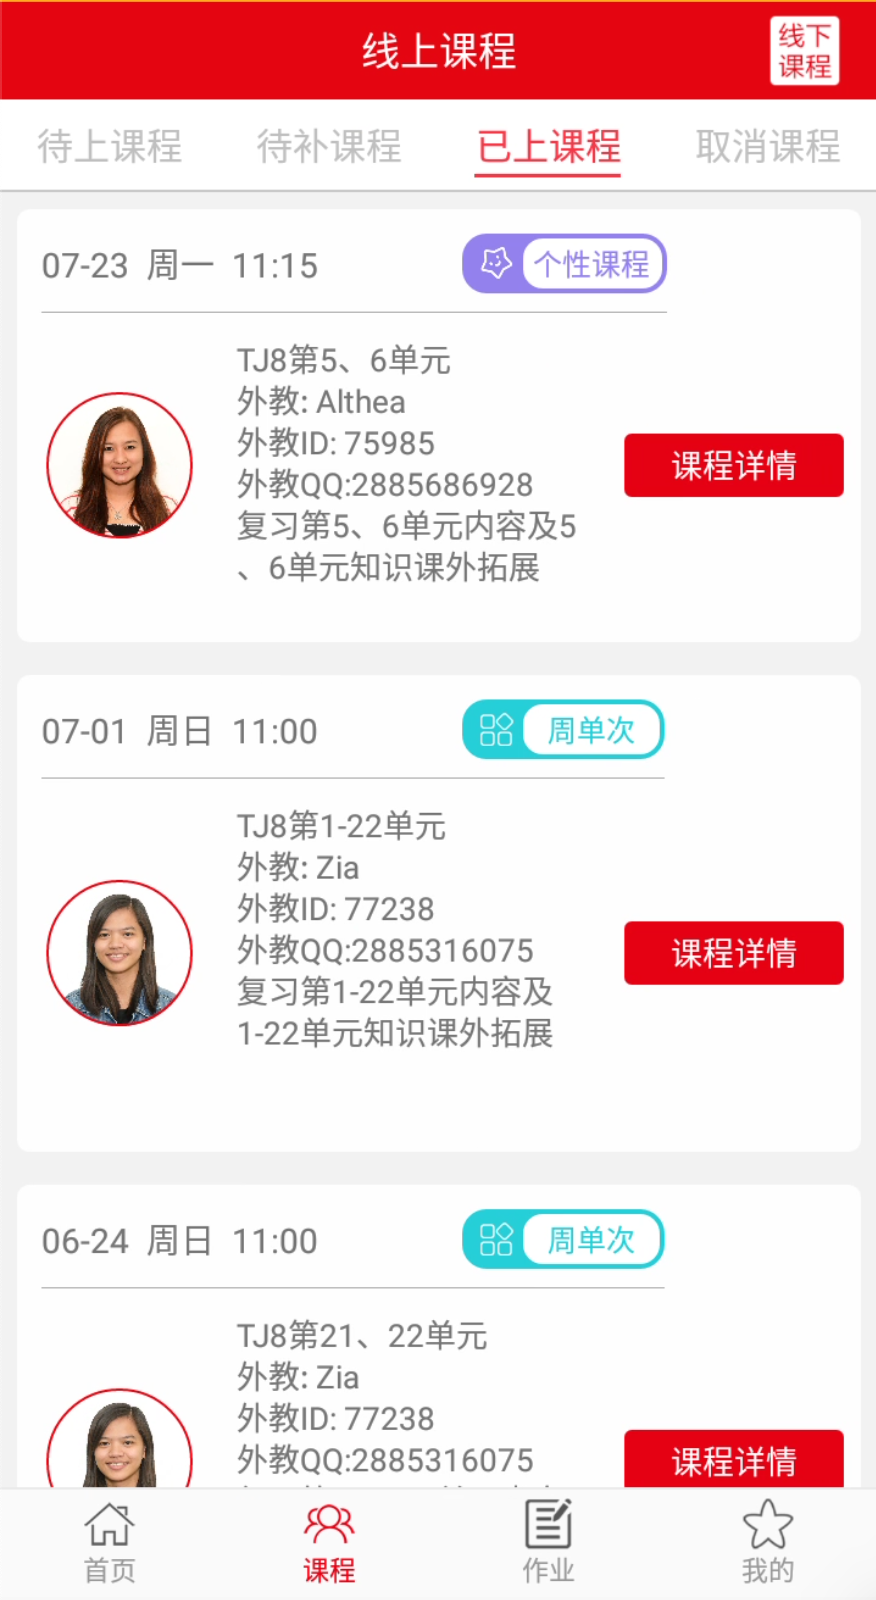 线上课程
线下
课程
待上课程 待补课程 已上课程 取消课程
07-23 周一 11:15
个性课程
TJ8第5、6单元
外教: Althea
外教ID: 75985
外教QQ:2885686928
复习第5、6单元内容及5
、6单元知识课外拓展
课程详情
07-01 周日 11:00
周单次
TJ8第1-22单元
外教: Zia
外教ID: 77238
外教QQ:2885316075
复习第1-22单元内容及
1-22单元知识课外拓展
课程详情
06-24 周日 11:00
周单次
TJ8第21、22单元
外教: Zia
外教ID: 77238
外教QQ:2885316075
课程详情
首页 课程 作业 我的